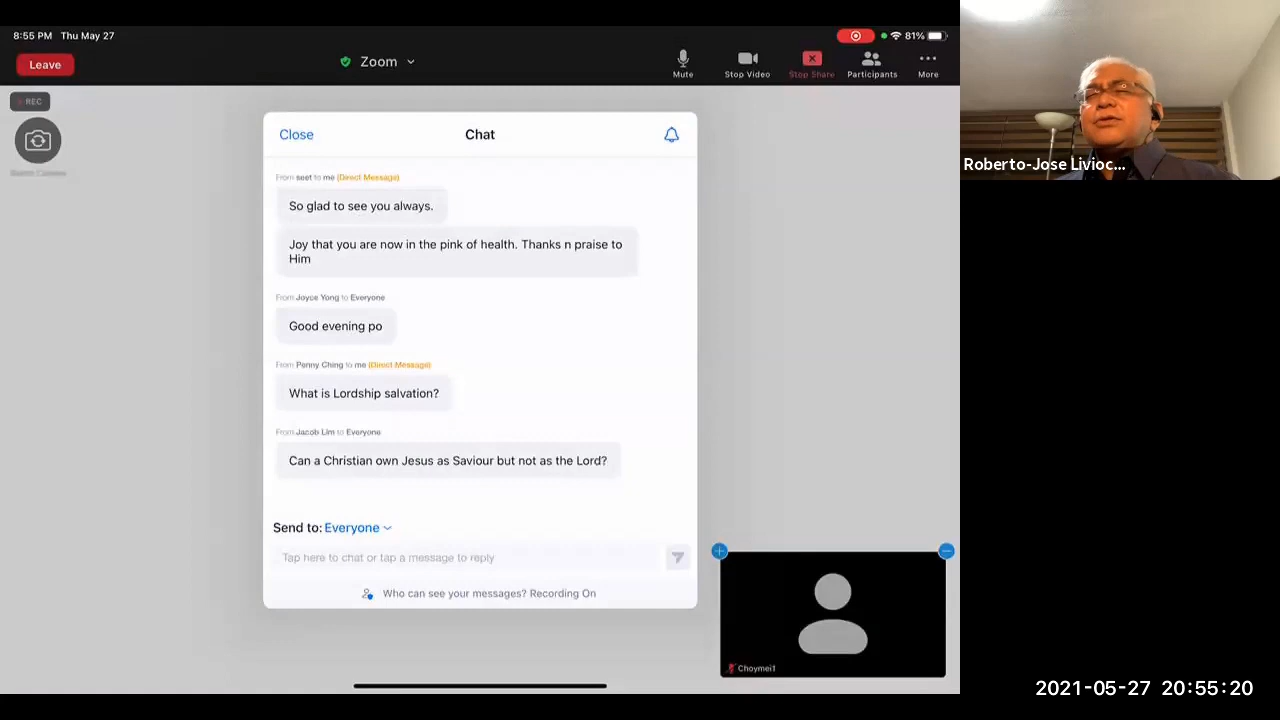 8:55 PM Thu May 27
81%
Leave
Zoom
Mute
Stop Video
Stop Share
Participants
More
REC
Close
Chat
From seet to me (Direct Message)
So glad to see you always.
Joy that you are now in the pink of health. Thanks n praise to
Him
From Joyce Yong to Everyone
Good evening po
From Penny Ching to me (Direct Message)
What is Lordship salvation?
From Jacob Lim to Everyone
Can a Christian own Jesus as Saviour but not as the Lord?
Send to: Everyone
Tap here to chat or tap a message to reply
Who can see your messages? Recording On
Choymei1
Roberto-Jose Livioc...
2021-05-27 20:55:20